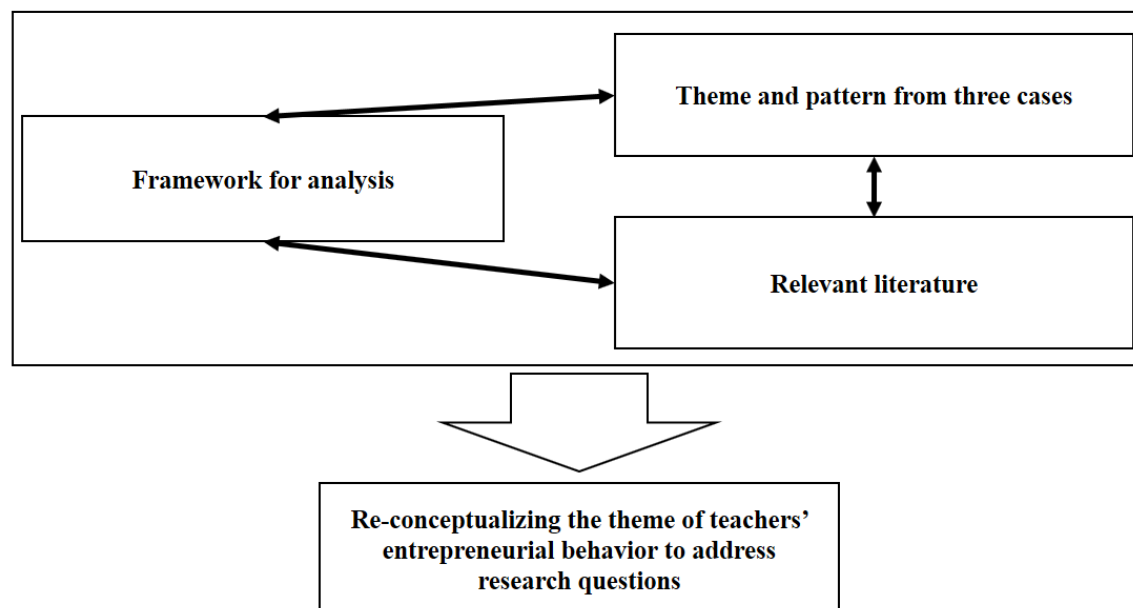 Theme and pattern from three cases
Framework for analysis
Relevant literature
Re-conceptualizing the theme of teachers’
entrepreneurial behavior to address
research questions